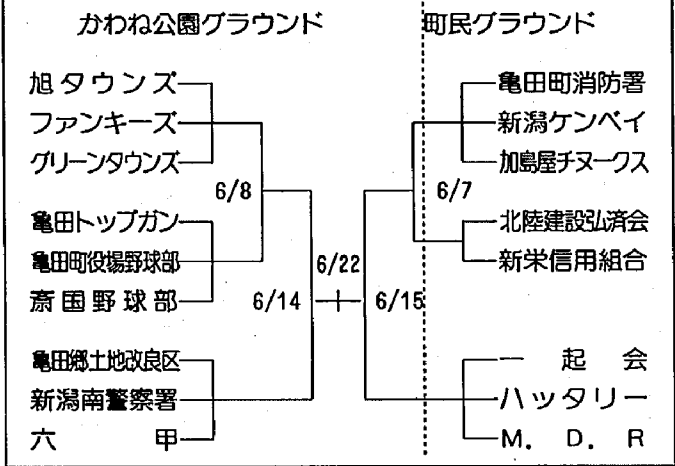 かわね公園グラウンド
町民グラウンド
旭タウンズ
ファンキーズ
グリーンタウンズ
亀田トップガン
亀田町役場野球部
斎国野球部
亀田郷土地改良区
新潟南警察署
六甲
6/8
6/14
6/22
6/15
6/7
亀田町消防署
新潟ケンベイ
加島屋チヌークス
北陸建設弘済会
新栄信用組合
一起会
ハッタリー
M．D．R